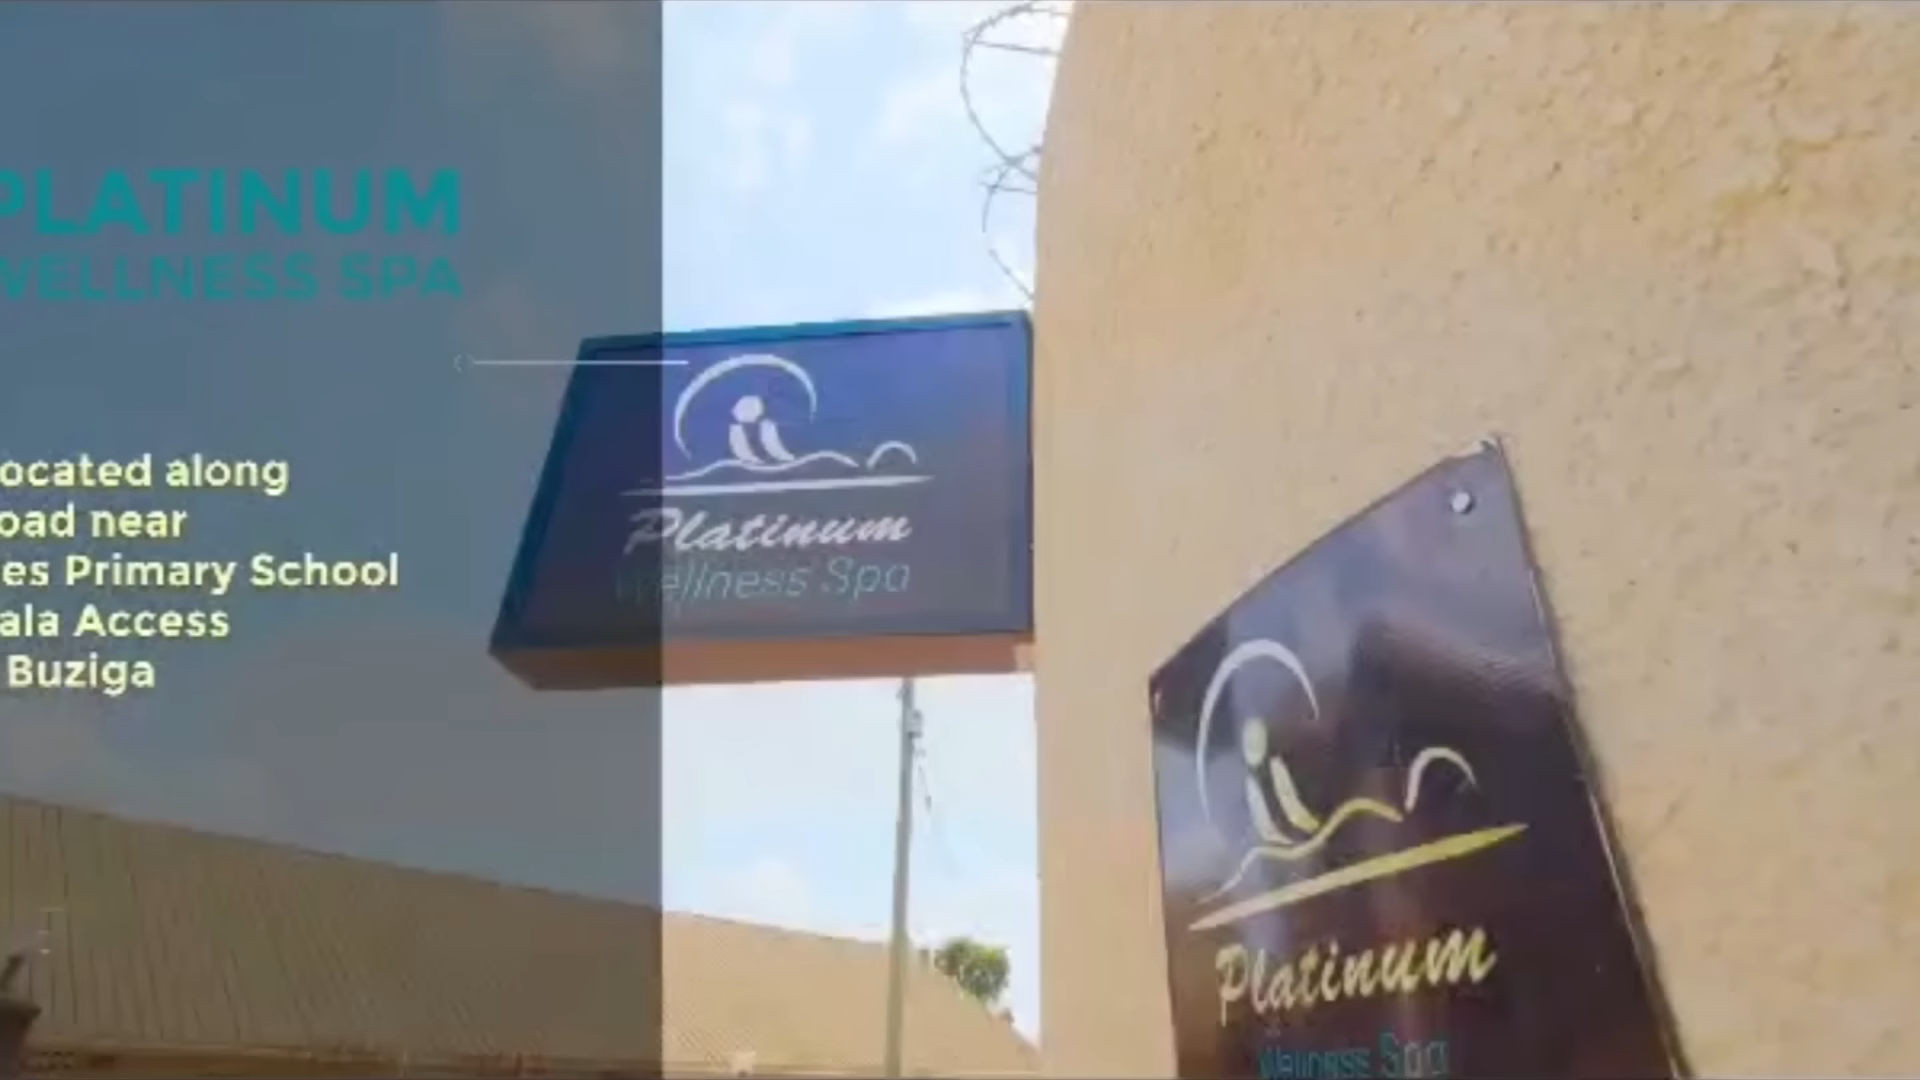 PLATINUM
WELLNESS SPA
ocated along
oad near
es Primary School
ala Access
Buziga
Platinum
Wellness Spa
Platinum
Wellness Spa